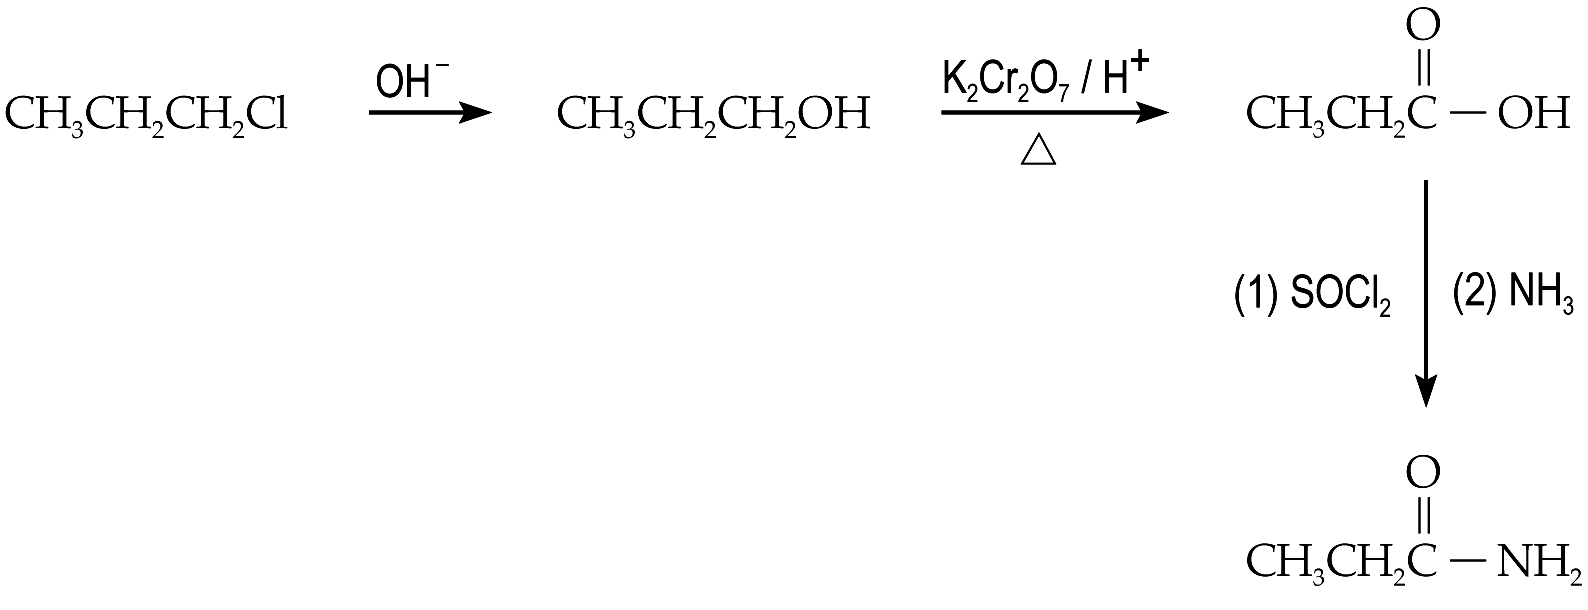 O
CH₃CH₂CH₂Cl OH⁻ CH₃CH₂CH₂OH K₂Cr₂O₇ / H⁺ CH₃CH₂C — OH
△
(1) SOCl₂ (2) NH₃
O
CH₃CH₂C — NH₂